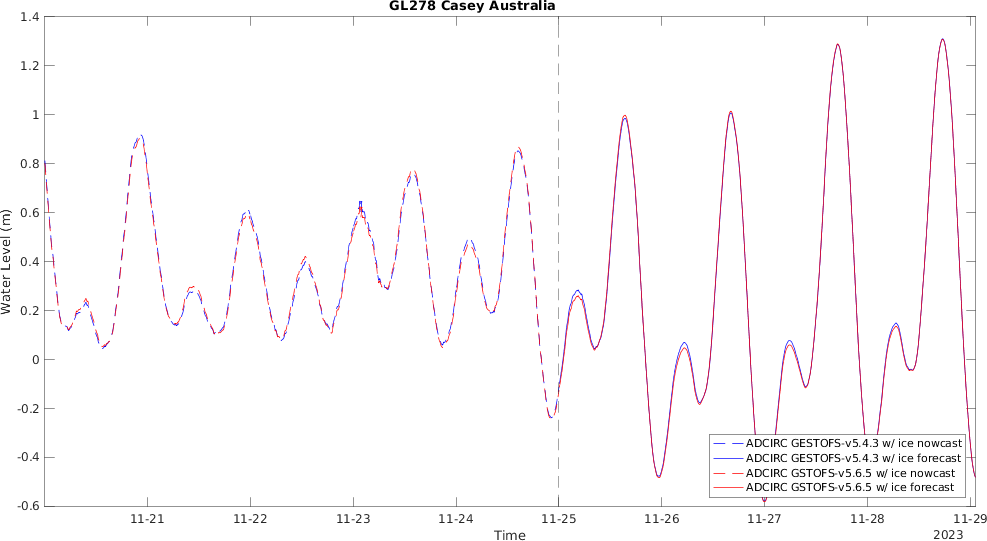 GL278 Casey Australia
1.4
1.2
1
0.8
0.6
0.4
0.2
0
-0.2
-0.4
-0.6
Water Level (m)
ADCIRC GESTOFS-v5.4.3 w/ ice nowcast
ADCIRC GESTOFS-v5.4.3 w/ ice forecast
ADCIRC GSTOFS-v5.6.5 w/ ice nowcast
ADCIRC GSTOFS-v5.6.5 w/ ice forecast
11-21 11-22 11-23 11-24 11-25 11-26 11-27 11-28 11-29
Time
2023